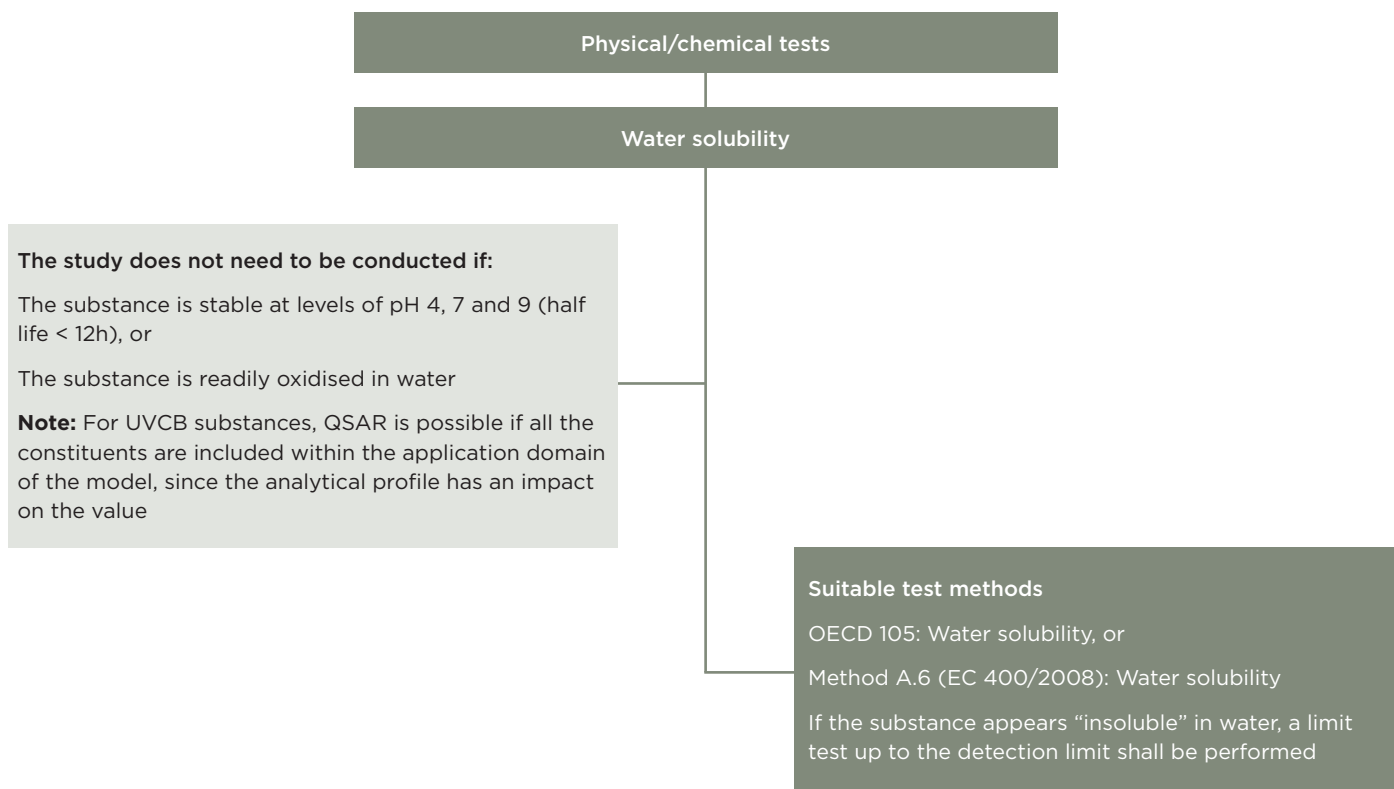 Physical/chemical tests
Water solubility
The study does not need to be conducted if:
The substance is stable at levels of pH 4, 7 and 9 (half
life < 12h), or
The substance is readily oxidised in water
Note: For UVCB substances, QSAR is possible if all the
constituents are included within the application domain
of the model, since the analytical profile has an impact
on the value
Suitable test methods
OECD 105: Water solubility, or
Method A.6 (EC 400/2008): Water solubility
If the substance appears “insoluble” in water, a limit
test up to the detection limit shall be performed